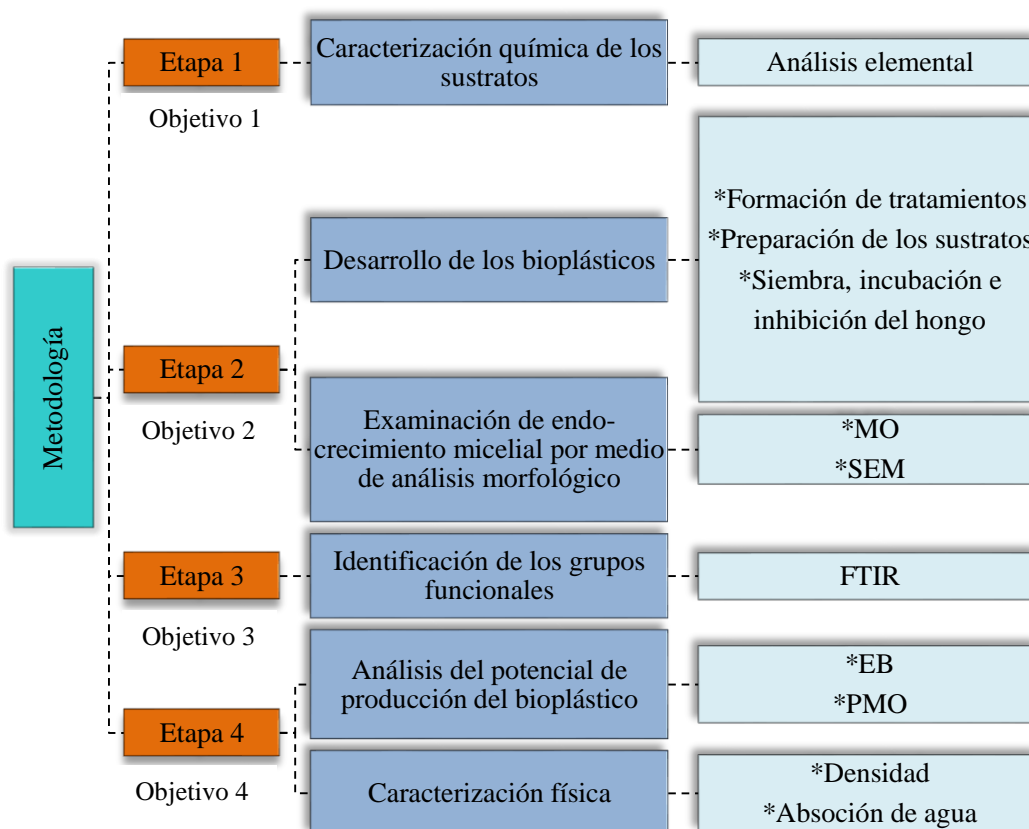 Metodología
Etapa 1
Objetivo 1
Caracterización química de los
sustratos
Análisis elemental
Etapa 2
Objetivo 2
Desarrollo de los bioplásticos
*Formación de tratamientos
*Preparación de los sustratos
*Siembra, incubación e
inhibición del hongo
Examinación de endo-
crecimiento micelial por medio
de análisis morfológico
*MO
*SEM
Etapa 3
Objetivo 3
Identificación de los grupos
funcionales
FTIR
Etapa 4
Objetivo 4
Análisis del potencial de
producción del bioplástico
*EB
*PMO
Caracterización física
*Densidad
*Absoción de agua